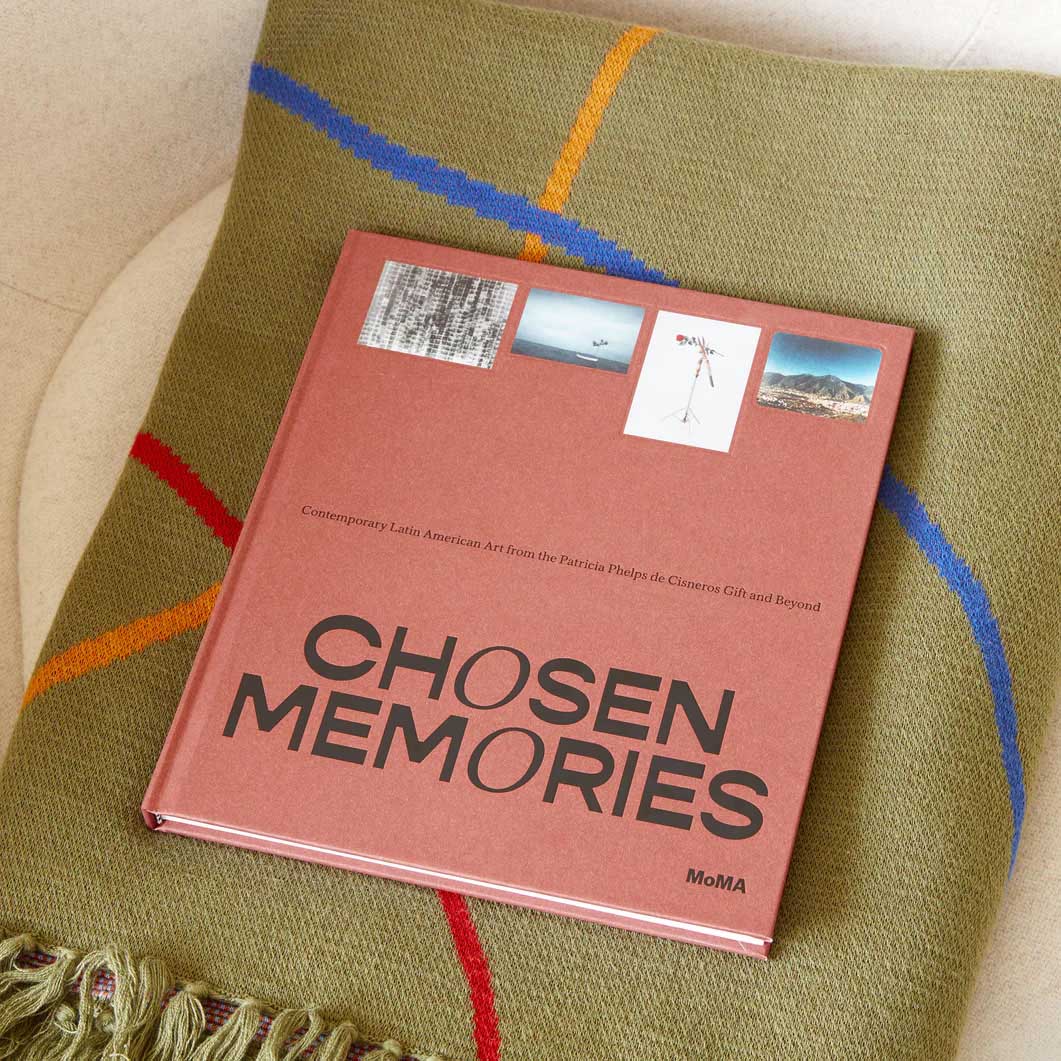 Contemporary Latin American Art from the Patricia Phelps de Cisneros Gift and Beyond
CHOSEN
MEMORIES
MoMA